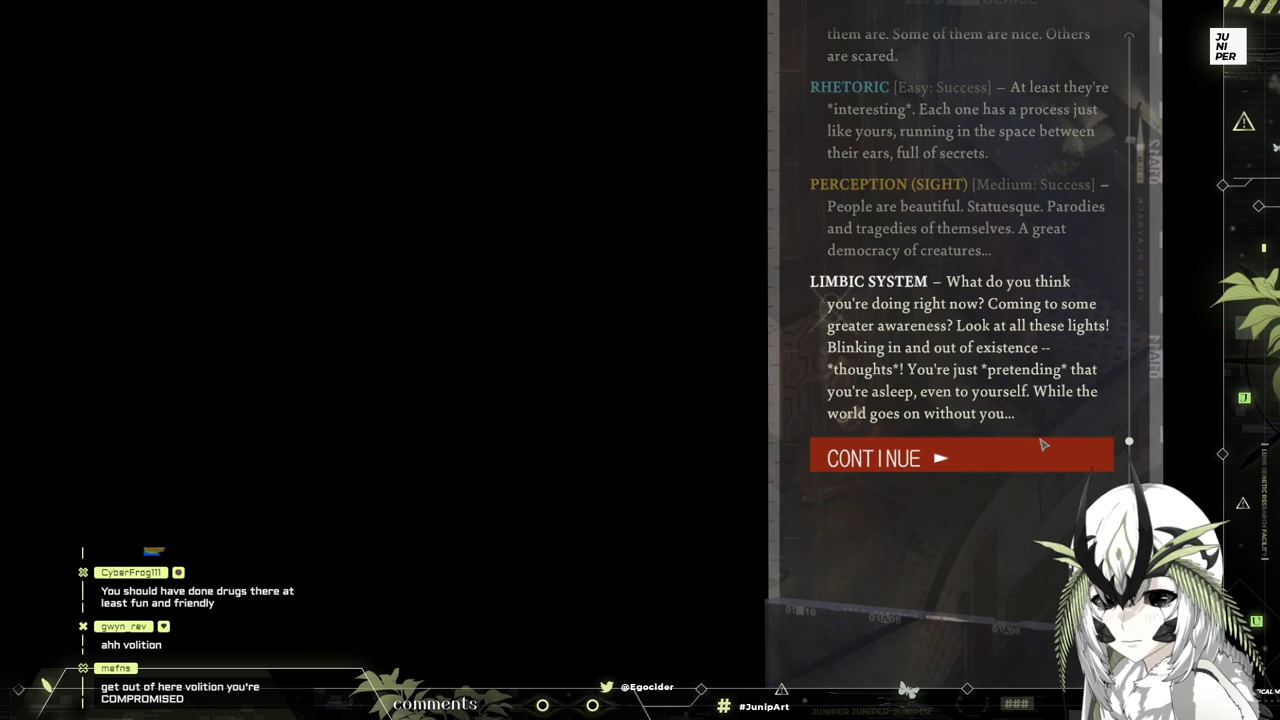 them are. Some of them are nice. Others
are scared.
RHETORIC [Easy: Success] – At least they're
*interesting*. Each one has a process just
like yours, running in the space between
their ears, full of secrets.
PERCEPTION (SIGHT) [Medium: Success] –
People are beautiful. Statuesque. Parodies
and tragedies of themselves. A great
democracy of creatures...
LIMBIC SYSTEM – What do you think
you're doing right now? Coming to some
greater awareness? Look at all these lights!
Blinking in and out of existence --
*thoughts*! You're just *pretending* that
you're asleep, even to yourself. While the
world goes on without you...
CONTINUE
JU
NI
PER
CyberFrog111
You should have done drugs there at
least fun and friendly
gwyn_rev
ahh volition
mefns
get out of here volition you're
COMPROMISED
comments
@Egocider
#JunipArt
###
JUNIPER JUNIPER JUNIPER